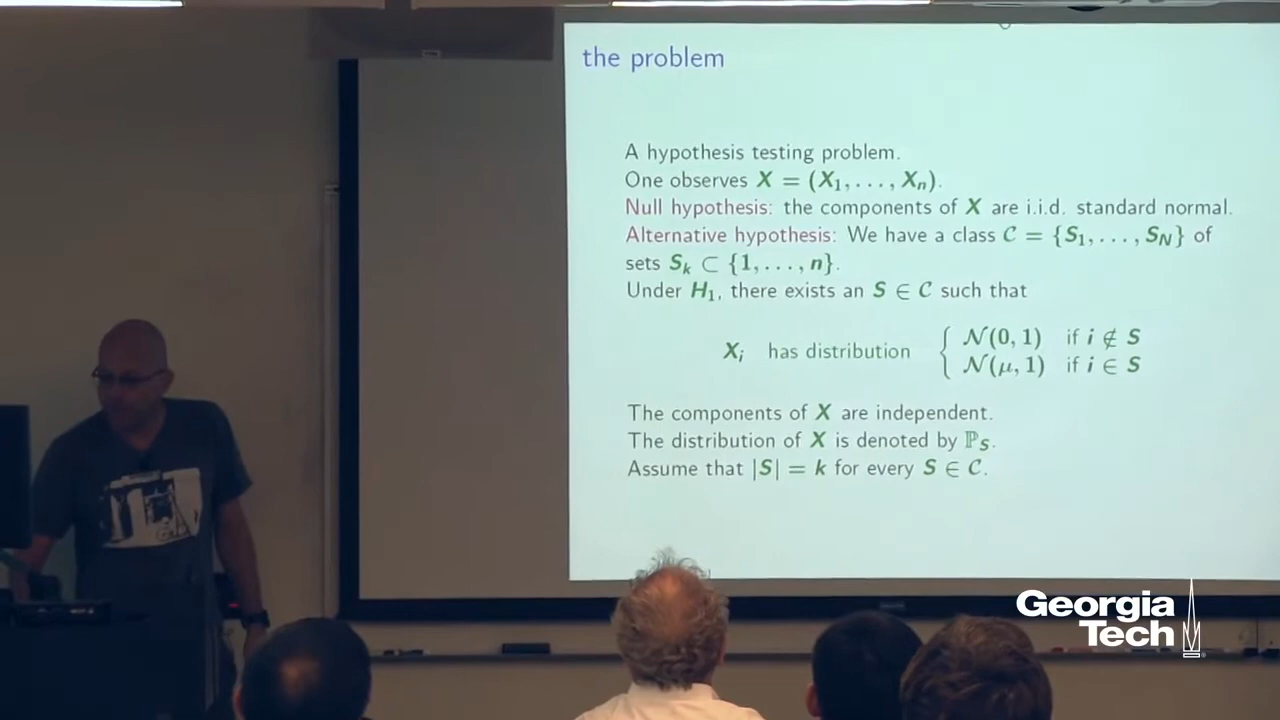 the problem
A hypothesis testing problem.
One observes X = (X₁, . . . , Xₙ).
Null hypothesis: the components of X are i.i.d. standard normal.
Alternative hypothesis: We have a class 𝒞 = {S₁, . . . , S_N} of
sets Sₖ ⊂ {1, . . . , n}.
Under H₁, there exists an S ∈ 𝒞 such that
Xᵢ has distribution { 𝒩(0, 1) if i ∉ S
𝒩(μ, 1) if i ∈ S
The components of X are independent.
The distribution of X is denoted by ℙ_S.
Assume that |S| = k for every S ∈ 𝒞.
Georgia
Tech